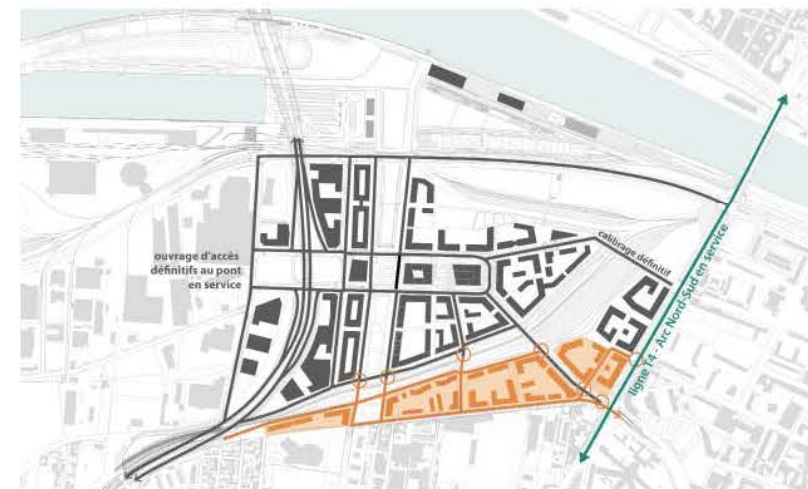 ouvrage d'accès
définitifs au pont
en service
calibrage définitif
ligne T4 - Arc Nord-Sud en service